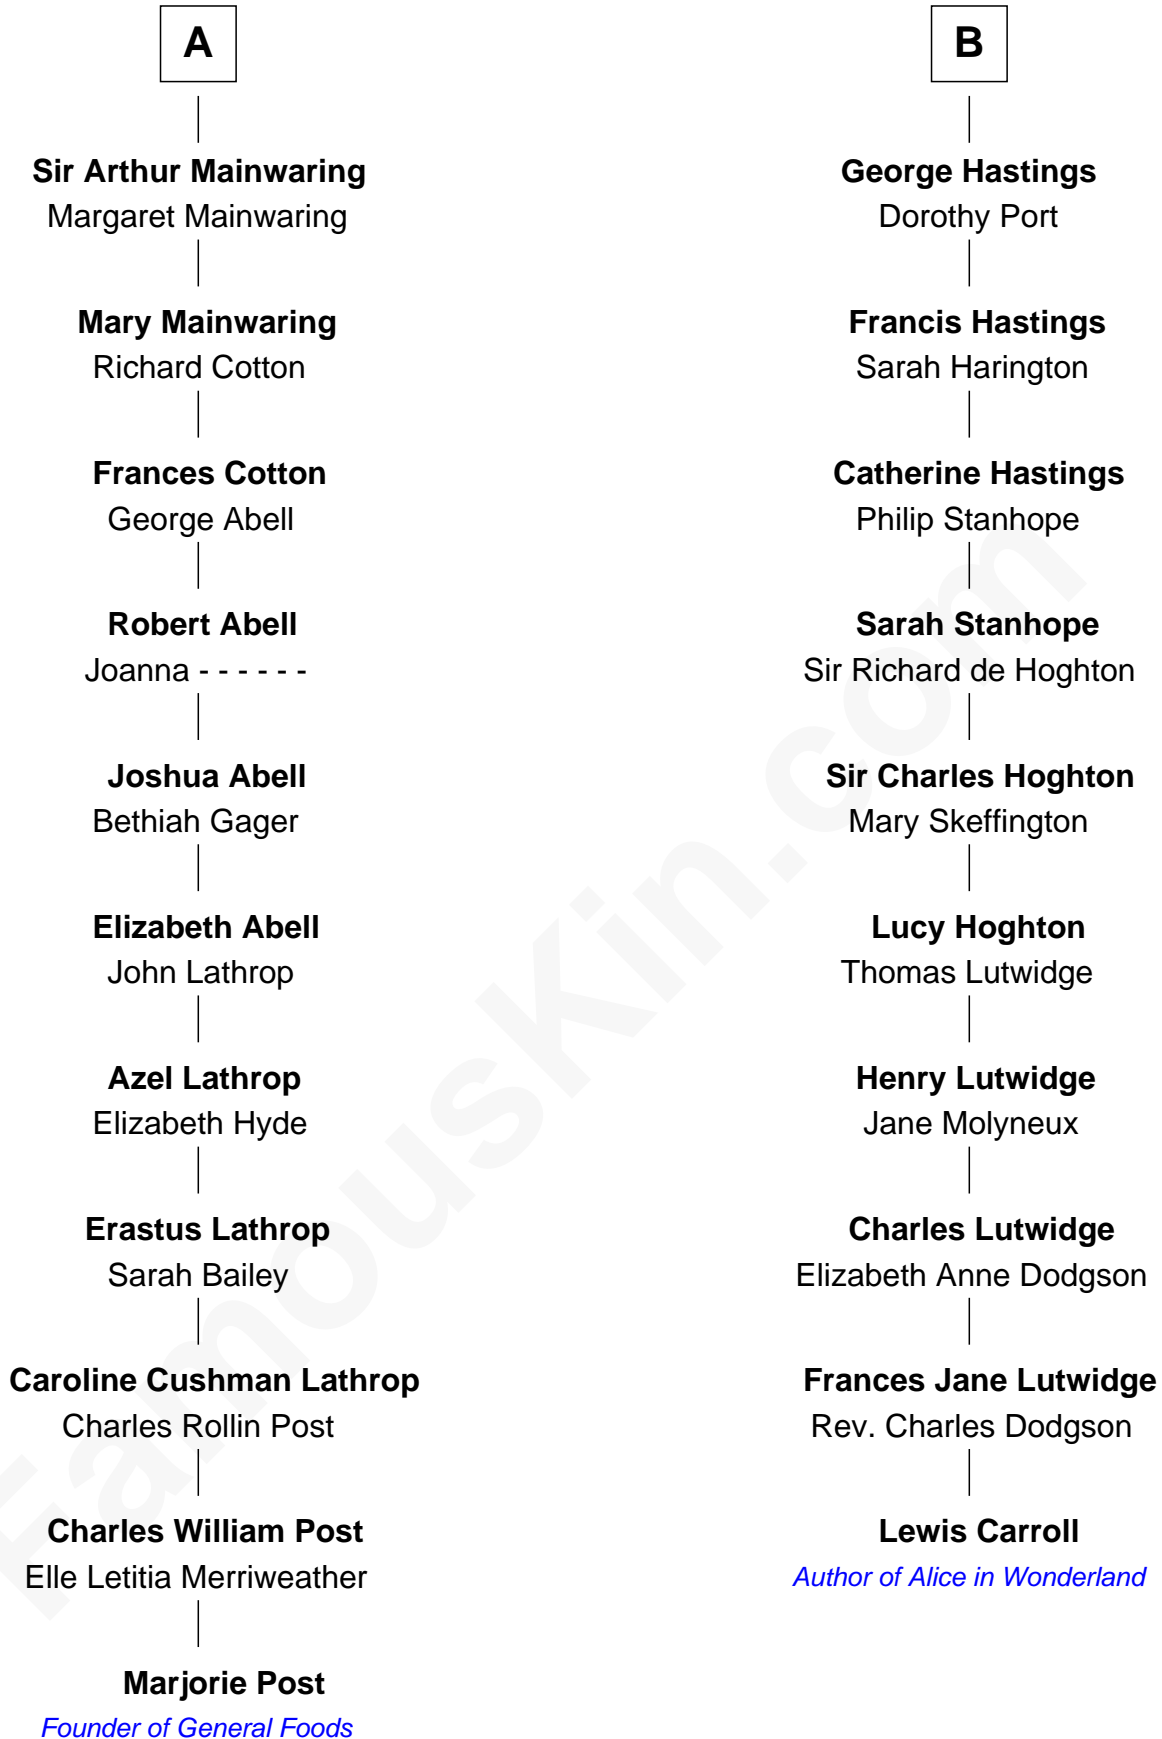 A
Sir Arthur Mainwaring
Margaret Mainwaring
Mary Mainwaring
Richard Cotton
Frances Cotton
George Abell
Robert Abell
Joanna - - - - - -
Joshua Abell
Bethiah Gager
Elizabeth Abell
John Lathrop
Azel Lathrop
Elizabeth Hyde
Erastus Lathrop
Sarah Bailey
Caroline Cushman Lathrop
Charles Rollin Post
Charles William Post
Elle Letitia Merriweather
Marjorie Post
Founder of General Foods
B
George Hastings
Dorothy Port
Francis Hastings
Sarah Harington
Catherine Hastings
Philip Stanhope
Sarah Stanhope
Sir Richard de Hoghton
Sir Charles Hoghton
Mary Skeffington
Lucy Hoghton
Thomas Lutwidge
Henry Lutwidge
Jane Molyneux
Charles Lutwidge
Elizabeth Anne Dodgson
Frances Jane Lutwidge
Rev. Charles Dodgson
Lewis Carroll
Author of Alice in Wonderland
FamousKin.com